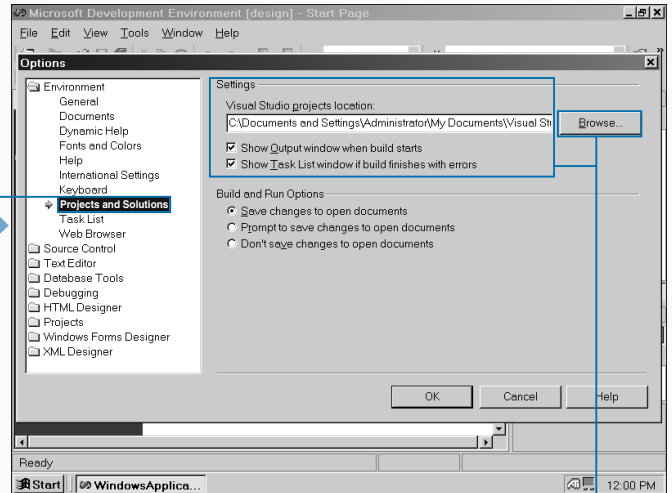 Microsoft Development Environment [design] - Start Page
File Edit View Tools Window Help
Options
Environment
General
Documents
Dynamic Help
Fonts and Colors
Help
International Settings
Keyboard
Projects and Solutions
Task List
Web Browser
Source Control
Text Editor
Database Tools
Debugging
HTML Designer
Projects
Windows Forms Designer
XML Designer
Settings
Visual Studio projects location:
C:\Documents and Settings\Administrator\My Documents\Visual
Browse...
Show Output window when build starts
Show Task List window if build finishes with errors
Build and Run Options
Save changes to open documents
Prompt to save changes to open documents
Don't save changes to open documents
OK Cancel Help
Ready
Start WindowsApplica... 12:00 PM